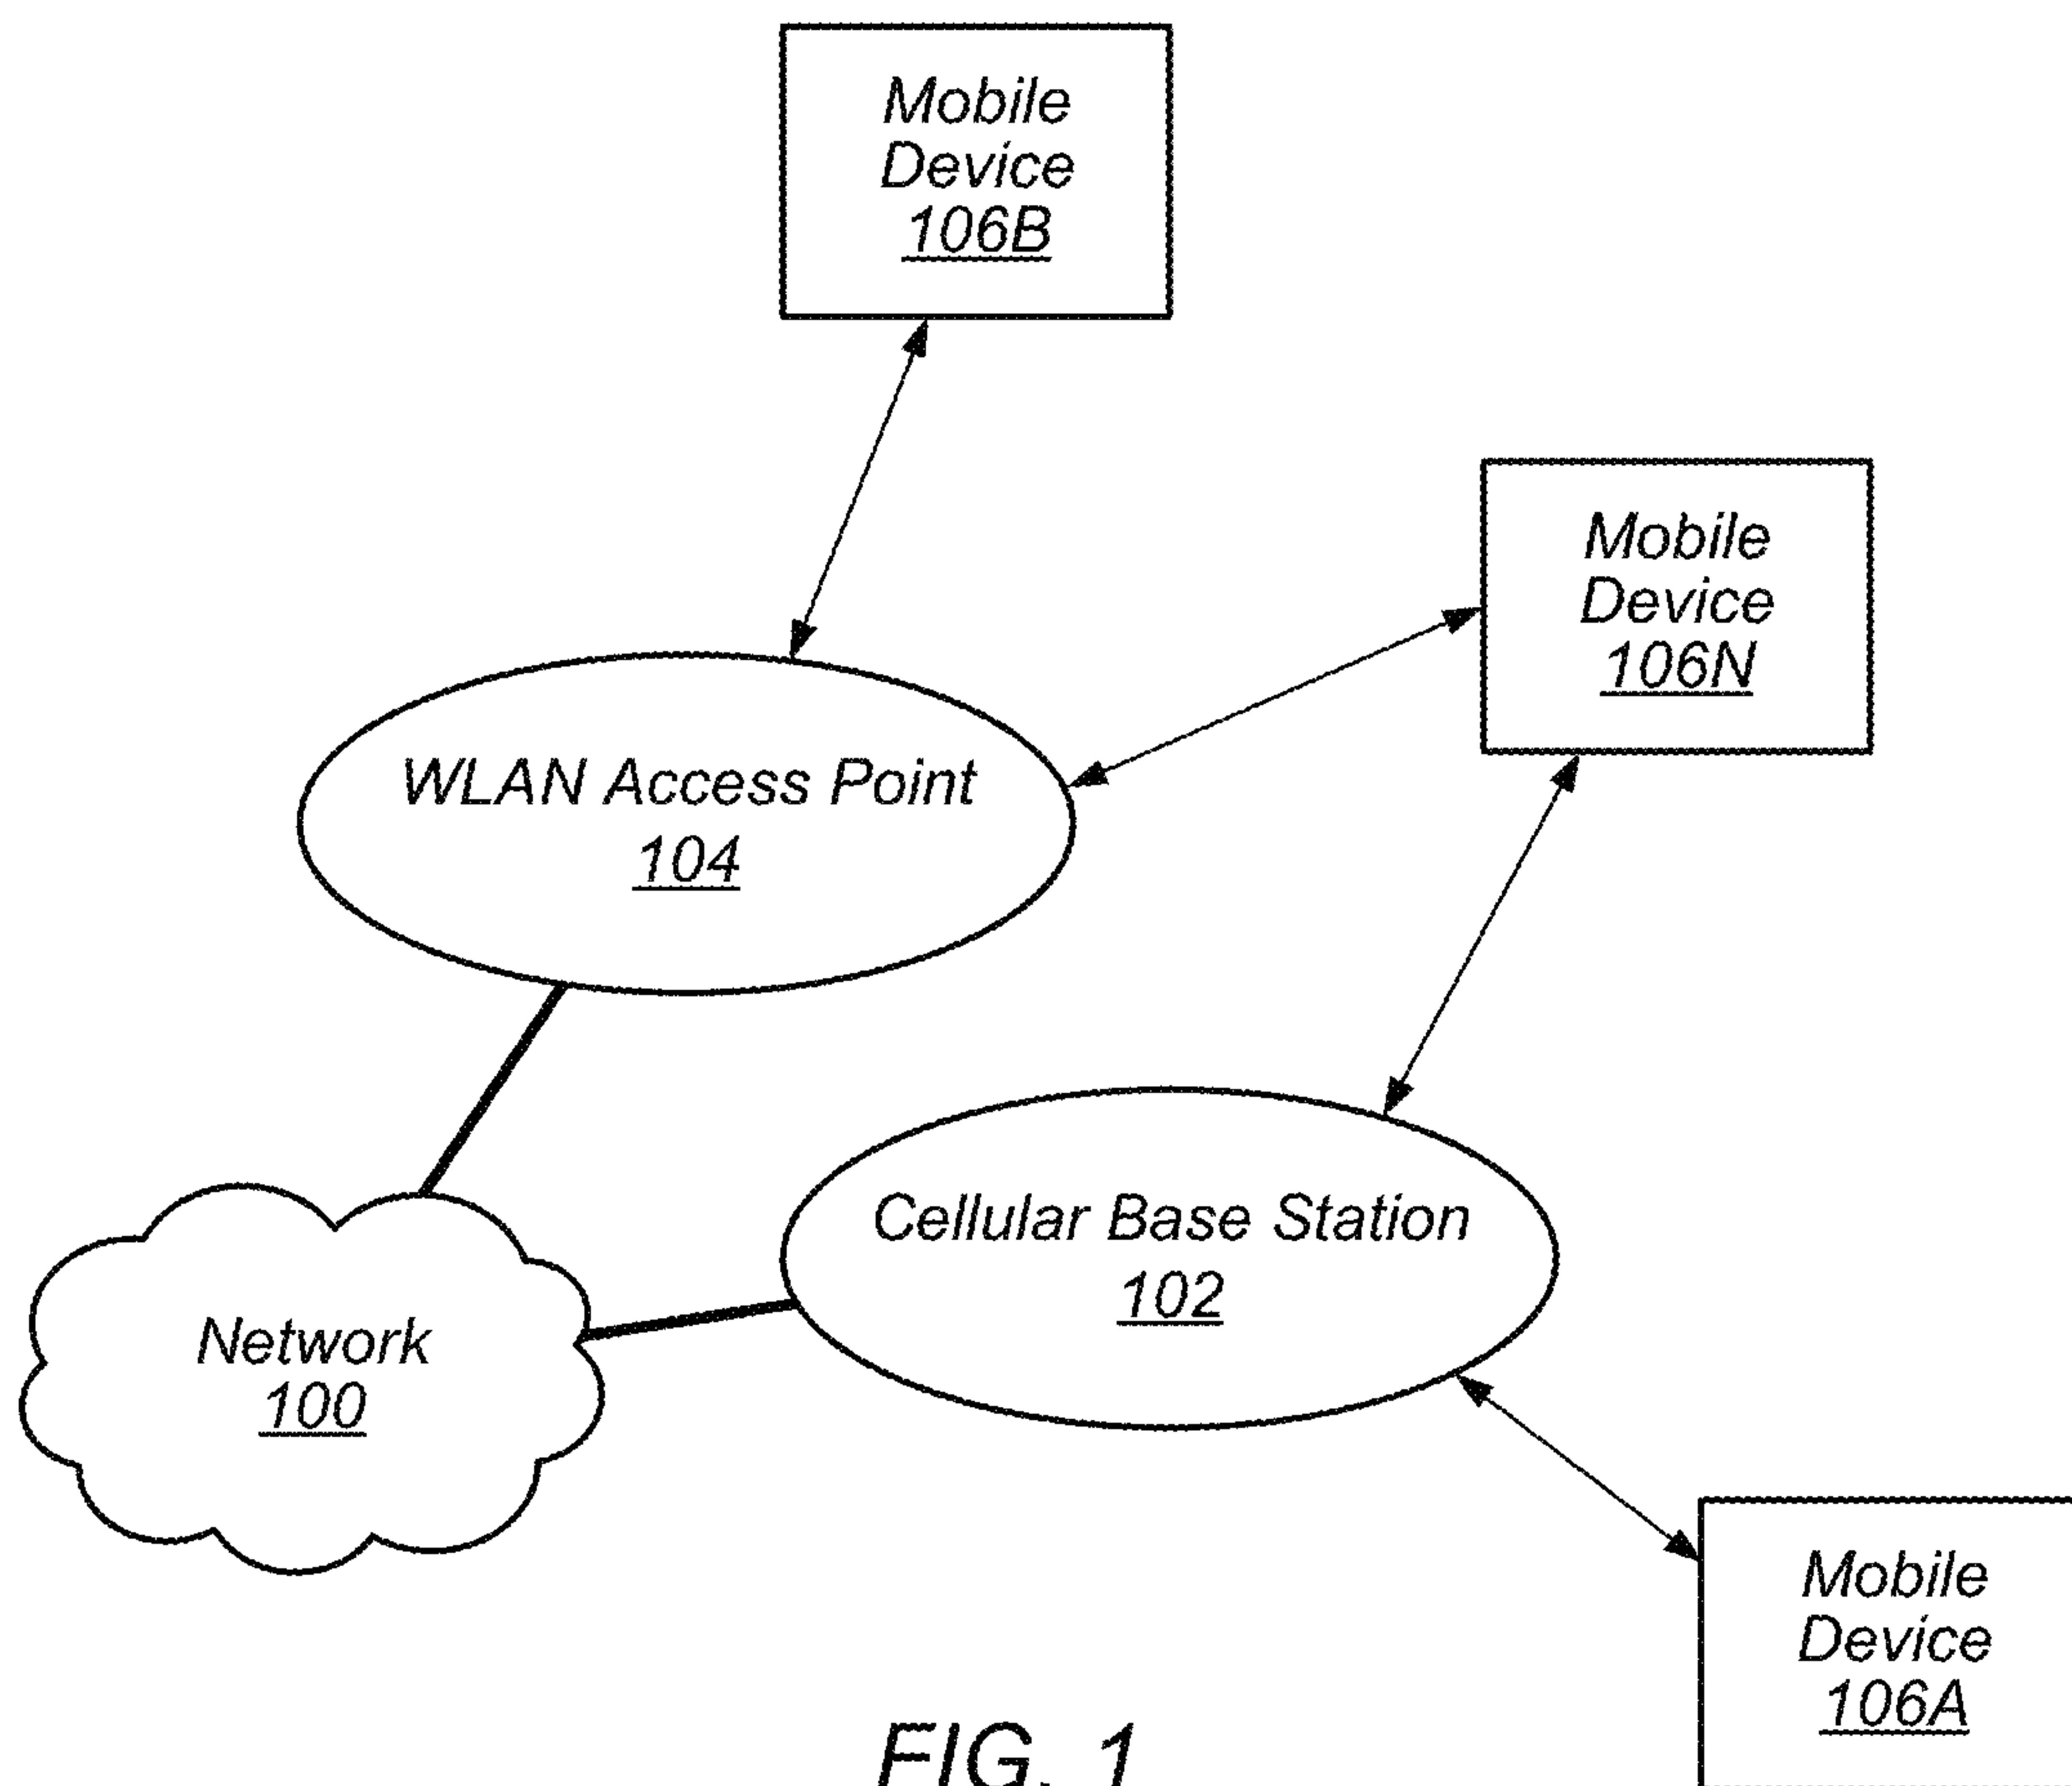 Mobile
Device
106B
Mobile
Device
106N
WLAN Access Point
104
Cellular Base Station
102
Network
100
Mobile
Device
106A
FIG. 1